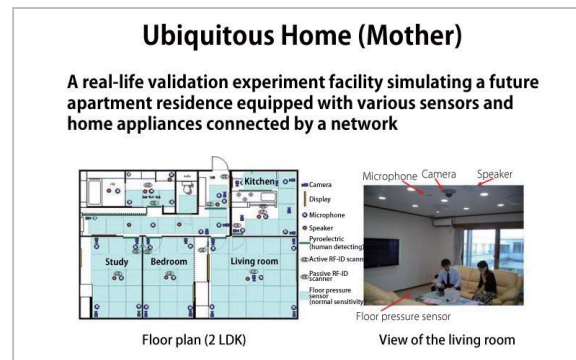 Ubiquitous Home (Mother)
A real-life validation experiment facility simulating a future
apartment residence equipped with various sensors and
home appliances connected by a network
Kitchen
Study
Bedroom
Living room
Camera
Display
Microphone
Speaker
Pyroelectric
(human detecting)
Active RF-ID scanner
Passive RF-ID
scanner
Floor pressure
sensor
(normal sensitivity)
Floor plan (2 LDK)
Microphone Camera Speaker
Floor pressure sensor
View of the living room